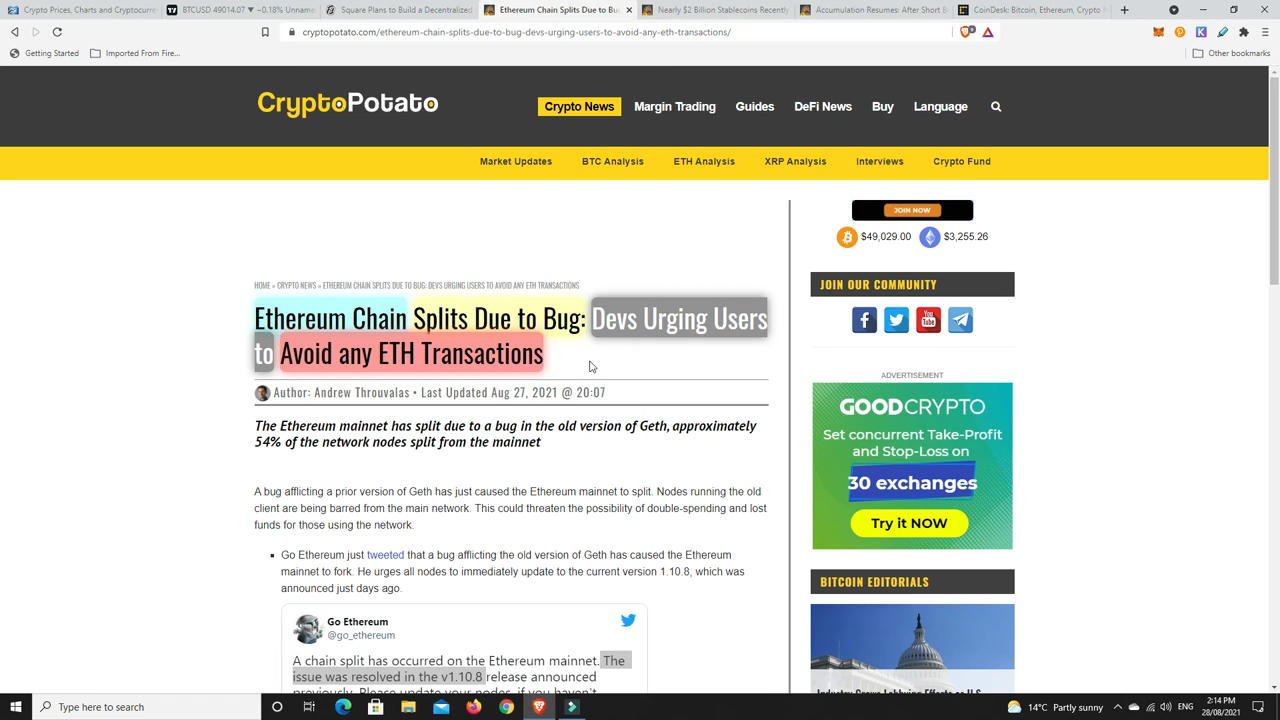 Crypto Prices, Charts and Cryptocurr
BTCUSD 49014.07 ▼ −0.18% Unname
Square Plans to Build a Decentralized
Ethereum Chain Splits Due to Bu
Nearly $2 Billion Stablecoins Recently
Accumulation Resumes: After Short B
CoinDesk: Bitcoin, Ethereum, Crypto
cryptopotato.com/ethereum-chain-splits-due-to-bug-devs-urging-users-to-avoid-any-eth-transactions/
Getting Started
Imported From Fire...
Other bookmarks
CryptoPotato
Crypto News
Margin Trading
Guides
DeFi News
Buy
Language
Market Updates
BTC Analysis
ETH Analysis
XRP Analysis
Interviews
Crypto Fund
JOIN NOW
$49,029.00
$3,255.26
HOME » CRYPTO NEWS » ETHEREUM CHAIN SPLITS DUE TO BUG: DEVS URGING USERS TO AVOID ANY ETH TRANSACTIONS
Ethereum Chain Splits Due to Bug: Devs Urging Users
to Avoid any ETH Transactions
Author: Andrew Throuvalas • Last Updated Aug 27, 2021 @ 20:07
The Ethereum mainnet has split due to a bug in the old version of Geth, approximately
54% of the network nodes split from the mainnet
A bug afflicting a prior version of Geth has just caused the Ethereum mainnet to split. Nodes running the old
client are being barred from the main network. This could threaten the possibility of double-spending and lost
funds for those using the network.
Go Ethereum just tweeted that a bug afflicting the old version of Geth has caused the Ethereum
mainnet to fork. He urges all nodes to immediately update to the current version 1.10.8, which was
announced just days ago.
Go Ethereum
@go_ethereum
A chain split has occurred on the Ethereum mainnet. The
issue was resolved in the v1.10.8 release announced
previously. Please update your nodes, if you haven't
JOIN OUR COMMUNITY
You
Tube
ADVERTISEMENT
GOODCRYPTO
Set concurrent Take-Profit
and Stop-Loss on
30 exchanges
Try it NOW
BITCOIN EDITORIALS
Industry Grows Lobbying Efforts as U.S.
Type here to search
14°C Partly sunny
ENG
2:14 PM
28/08/2021